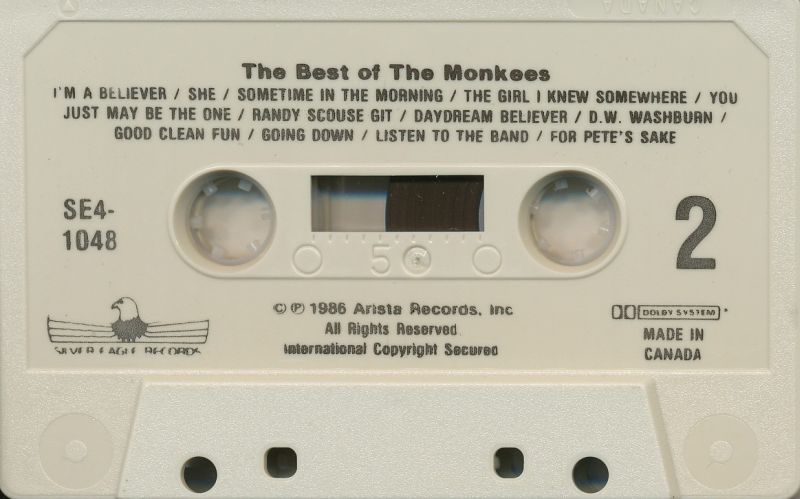 CANADA
The Best of The Monkees
I'M A BELIEVER / SHE / SOMETIME IN THE MORNING / THE GIRL I KNEW SOMEWHERE / YOU
JUST MAY BE THE ONE / RANDY SCOUSE GIT / DAYDREAM BELIEVER / D.W. WASHBURN /
GOOD CLEAN FUN / GOING DOWN / LISTEN TO THE BAND / FOR PETE'S SAKE
SE4-
1048
5
2
© ℗ 1986 Arista Records, Inc
All Rights Reserved
International Copyright Secured
SILVER EAGLE RECORDS
DOLBY SYSTEM *
MADE IN
CANADA